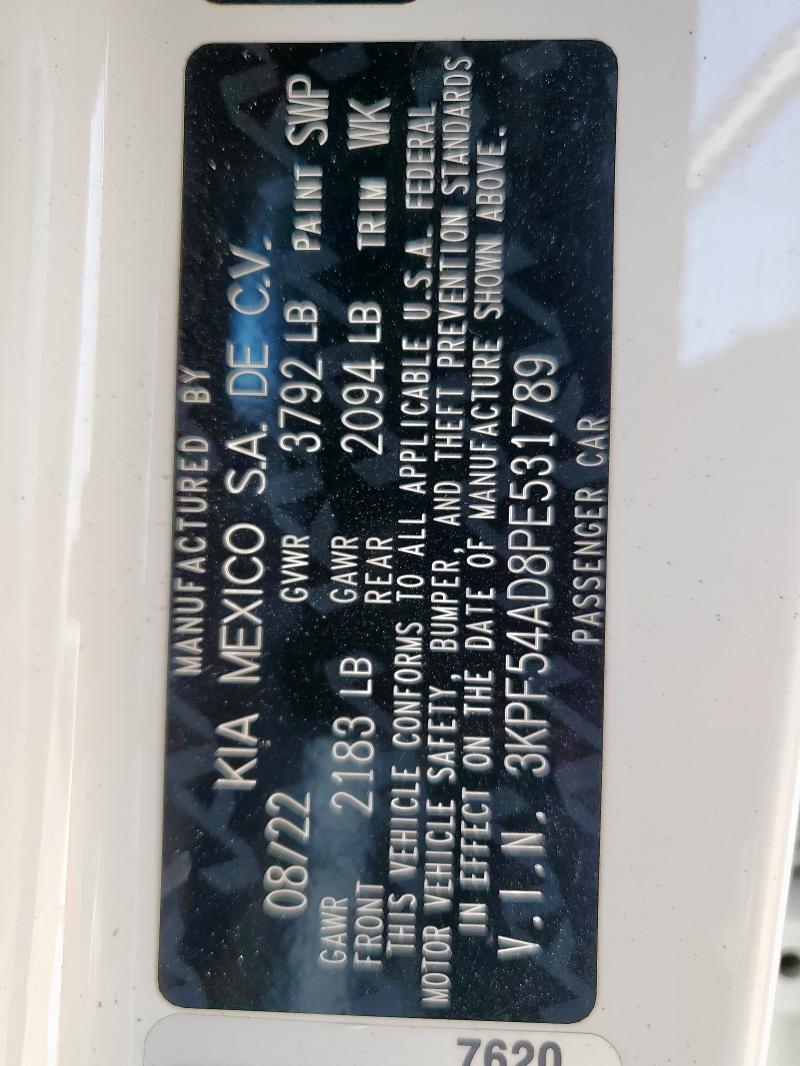 MANUFACTURED BY
KIA MEXICO S.A. DE C.V.
08/22 GVWR 3792 LB PAINT SWP
GAWR FRONT 2183 LB GAWR REAR 2094 LB TRIM WK
THIS VEHICLE CONFORMS TO ALL APPLICABLE U.S.A. FEDERAL
MOTOR VEHICLE SAFETY, BUMPER, AND THEFT PREVENTION STANDARDS
IN EFFECT ON THE DATE OF MANUFACTURE SHOWN ABOVE.
V.I.N. 3KPF54AD8PE531789
PASSENGER CAR
7620